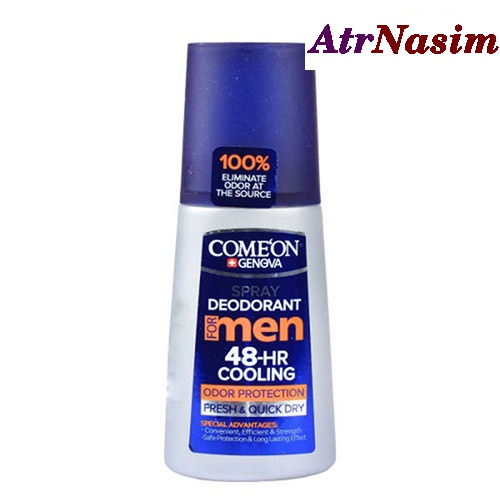 AtrNasim
100%
ELIMINATE
ODOR AT
THE SOURCE
COME'ON
GENOVA
SPRAY
DEODORANT
FOR men
48-HR
COOLING
ODOR PROTECTION
FRESH & QUICK DRY
SPECIAL ADVANTAGES:
-Convenient, Efficient & Strength
-Safe Protection & Long Lasting Effect